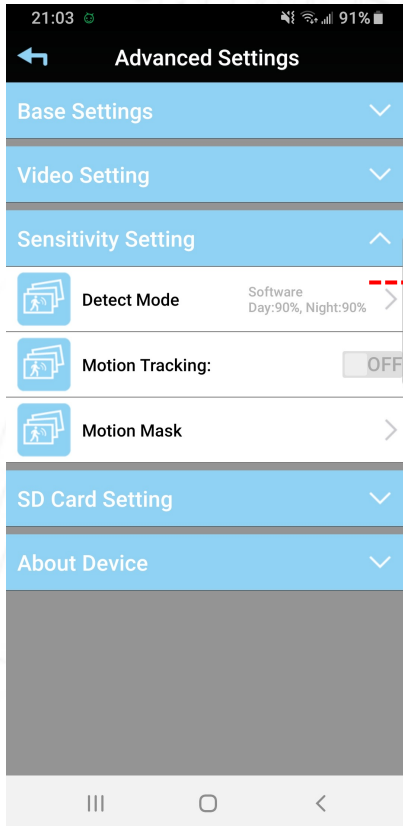 21:03 91%
Advanced Settings
Base Settings
Video Setting
Sensitivity Setting
Detect Mode
Software
Day:90%, Night:90%
Motion Tracking:
OFF
Motion Mask
SD Card Setting
About Device